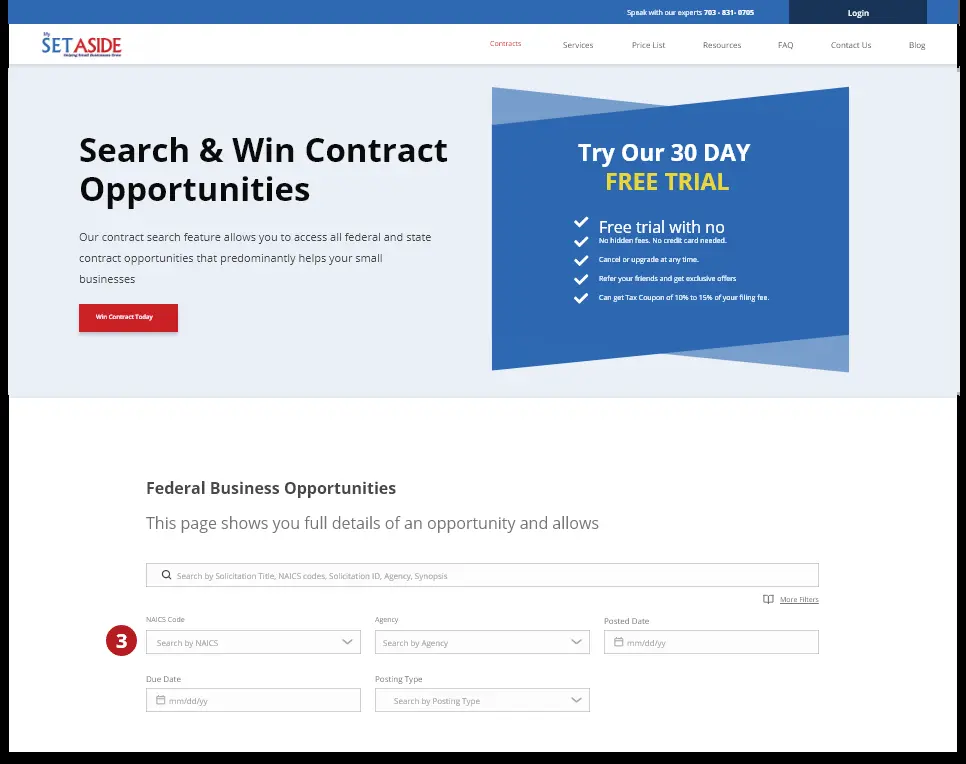 Speak with our experts 703 - 831- 0705
Login
My
SETASIDE
Helping Small Businesses Grow
Contracts
Services
Price List
Resources
FAQ
Contact Us
Blog
Search & Win Contract
Opportunities
Our contract search feature allows you to access all federal and state
contract opportunities that predominantly helps your small
businesses
Win Contract Today
Try Our 30 DAY
FREE TRIAL
Free trial with no
No hidden fees. No credit card needed.
Cancel or upgrade at any time.
Refer your friends and get exclusive offers
Can get Tax Coupon of 10% to 15% of your filing fee.
Federal Business Opportunities
This page shows you full details of an opportunity and allows
Search by Solicitation Title, NAICS codes, Solicitation ID, Agency, Synopsis
More Filters
NAICS Code
Agency
Posted Date
3
Search by NAICS
Search by Agency
mm/dd/yy
Due Date
Posting Type
mm/dd/yy
Search by Posting Type